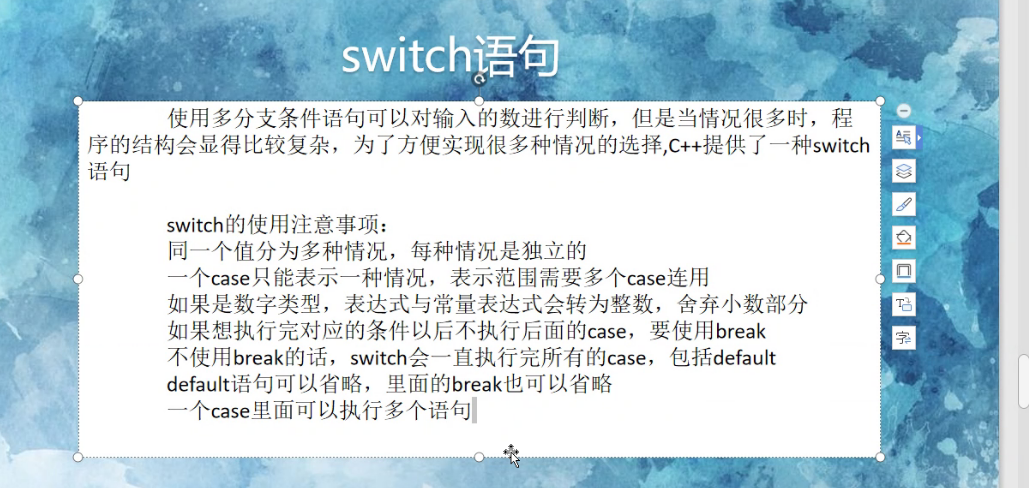 switch语句
使用多分支条件语句可以对输入的数进行判断，但是当情况很多时，程
序的结构会显得比较复杂，为了方便实现很多种情况的选择,C++提供了一种switch
语句
switch的使用注意事项：
同一个值分为多种情况，每种情况是独立的
一个case只能表示一种情况，表示范围需要多个case连用
如果是数字类型，表达式与常量表达式会转为整数，舍弃小数部分
如果想执行完对应的条件以后不执行后面的case，要使用break
不使用break的话，switch会一直执行完所有的case，包括default
default语句可以省略，里面的break也可以省略
一个case里面可以执行多个语句